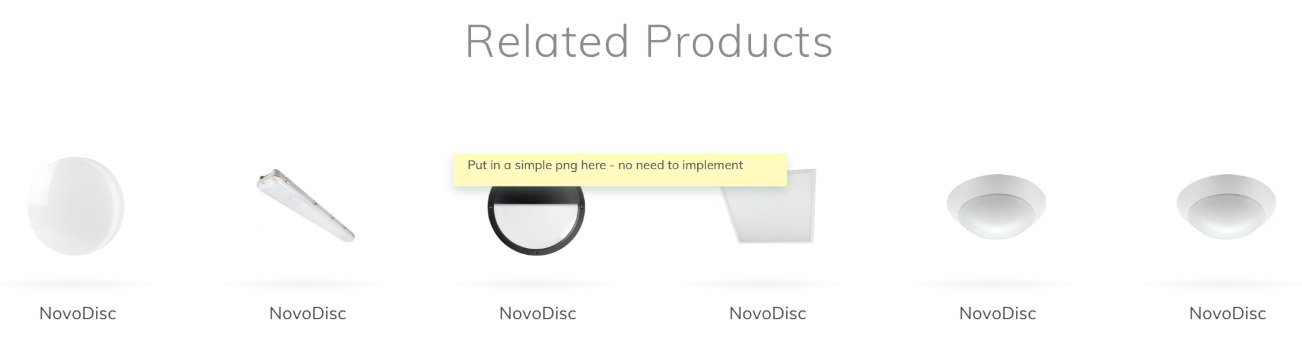 Related Products
Put in a simple png here - no need to implement
NovoDisc NovoDisc NovoDisc NovoDisc NovoDisc NovoDisc